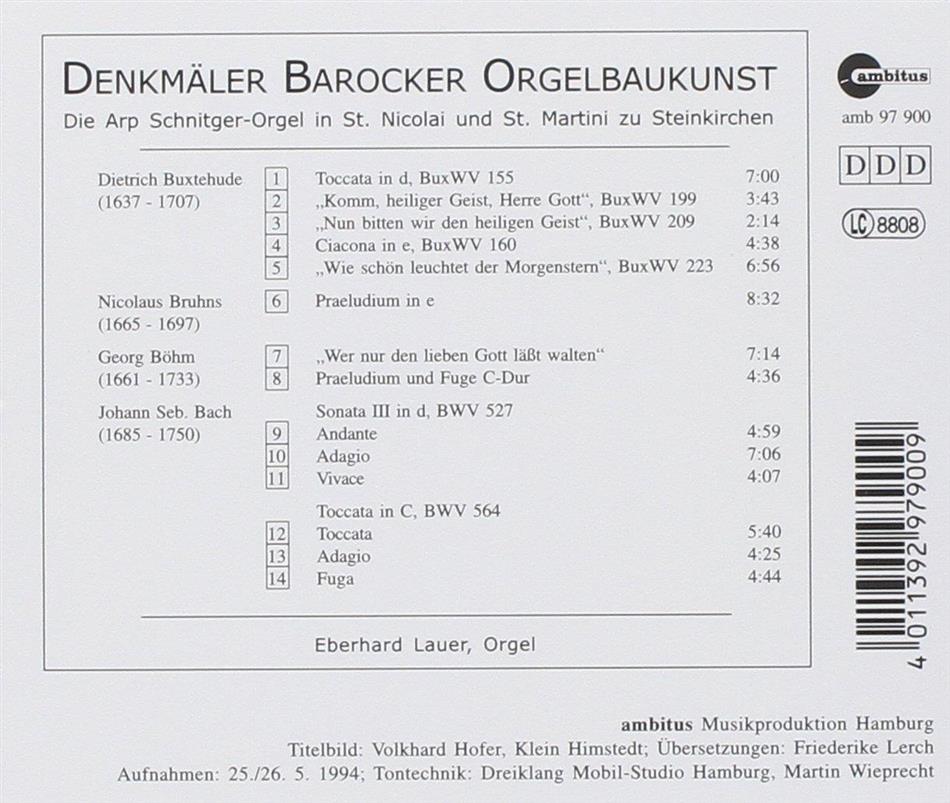 DENKMÄLER BAROCKER ORGELBAUKUNST
Die Arp Schnitger-Orgel in St. Nicolai und St. Martini zu Steinkirchen
Dietrich Buxtehude 1 Toccata in d, BuxWV 155 7:00
(1637 - 1707) 2 „Komm, heiliger Geist, Herre Gott“, BuxWV 199 3:43
3 „Nun bitten wir den heiligen Geist“, BuxWV 209 2:14
4 Ciacona in e, BuxWV 160 4:38
5 „Wie schön leuchtet der Morgenstern“, BuxWV 223 6:56
Nicolaus Bruhns 6 Praeludium in e 8:32
(1665 - 1697)
Georg Böhm 7 „Wer nur den lieben Gott läßt walten“ 7:14
(1661 - 1733) 8 Praeludium und Fuge C-Dur 4:36
Johann Seb. Bach Sonata III in d, BWV 527
(1685 - 1750) 9 Andante 4:59
10 Adagio 7:06
11 Vivace 4:07
Toccata in C, BWV 564
12 Toccata 5:40
13 Adagio 4:25
14 Fuga 4:44
Eberhard Lauer, Orgel
ambitus
amb 97 900
DDD
LC 8808
4 011392 979009
ambitus Musikproduktion Hamburg
Titelbild: Volkhard Hofer, Klein Himstedt; Übersetzungen: Friederike Lerch
Aufnahmen: 25./26. 5. 1994; Tontechnik: Dreiklang Mobil-Studio Hamburg, Martin Wieprecht